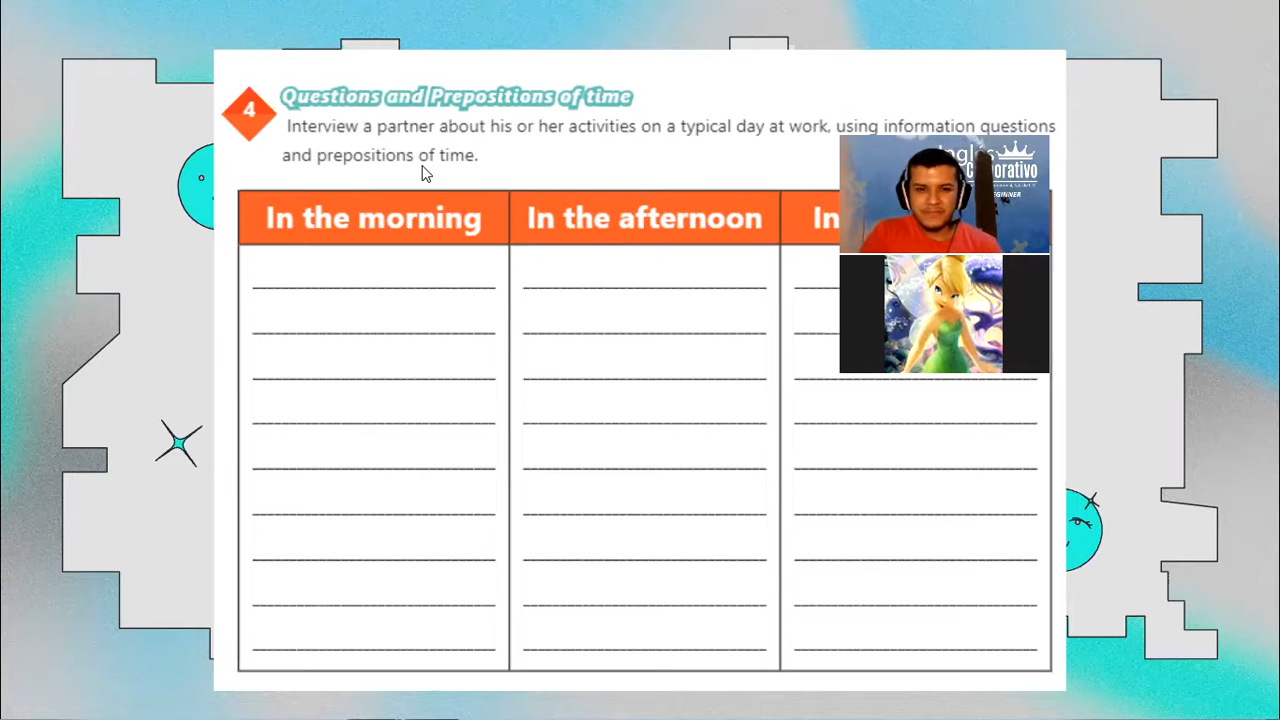 4
Questions and Prepositions of time
Interview a partner about his or her activities on a typical day at work, using information questions
and prepositions of time.
In the morning
In the afternoon
In